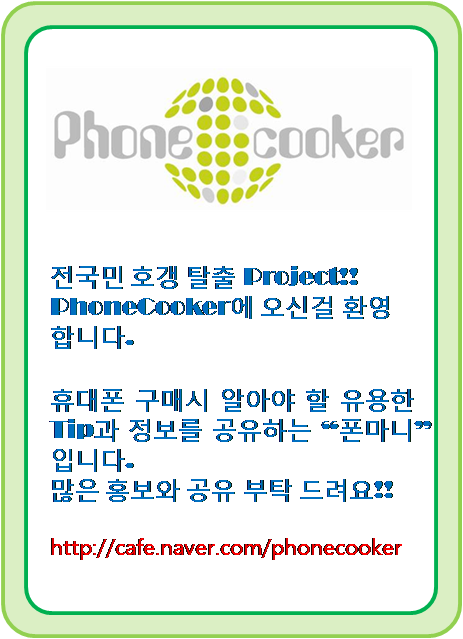 Phone cooker
전국민 호갱 탈출 Project!!
PhoneCooker에 오신걸 환영
합니다.
휴대폰 구매시 알아야 할 유용한
Tip과 정보를 공유하는 “폰마니”
입니다.
많은 홍보와 공유 부탁 드려요!!
http://cafe.naver.com/phonecooker